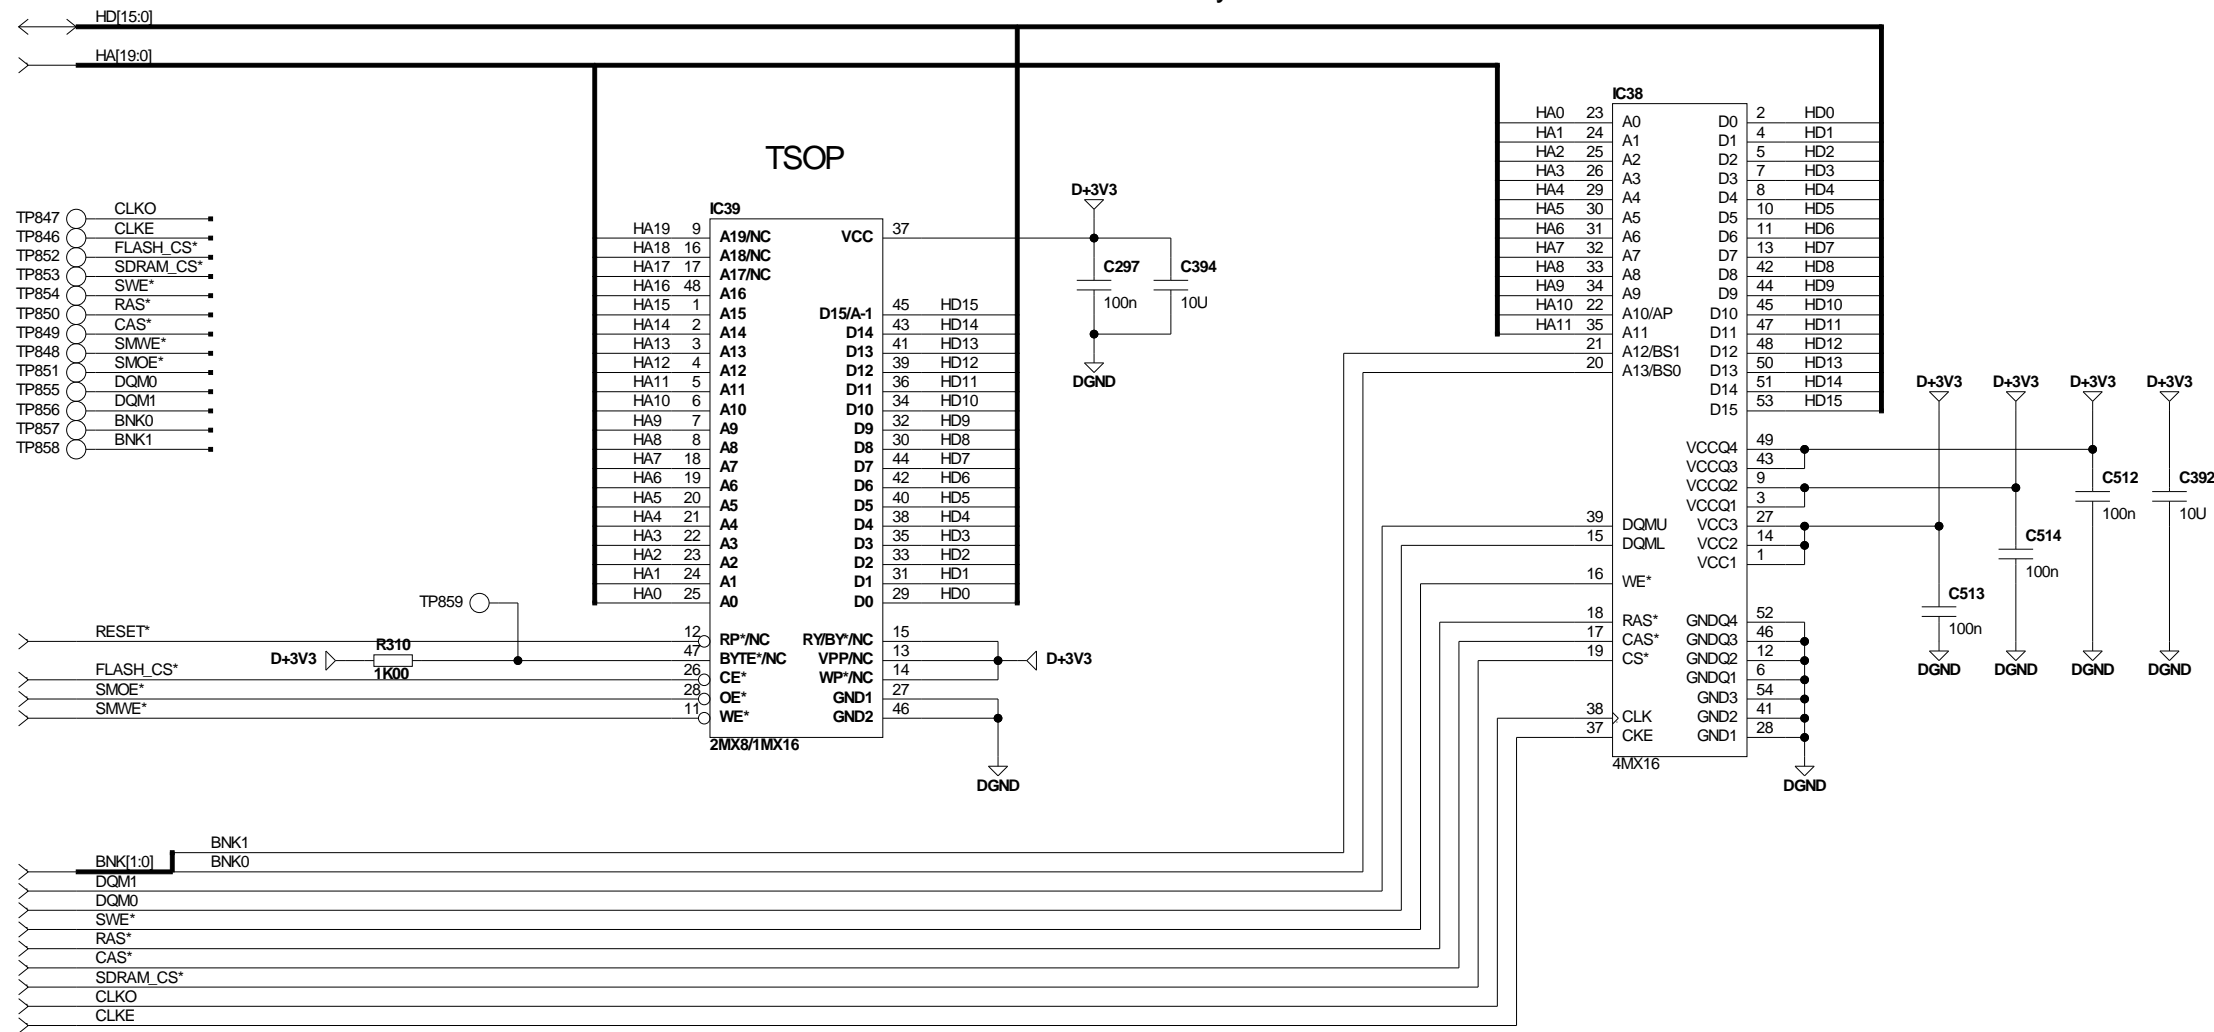 HD[15:0]
HA[19:0]
TSOP
TP847 CLKO
TP846 CLKE
TP852 FLASH_CS*
TP853 SDRAM_CS*
TP854 SWE*
TP850 RAS*
TP849 CAS*
TP848 SMWE*
TP851 SMOE*
TP855 DQM0
TP856 DQM1
TP857 BNK0
TP858 BNK1
IC39
HA19 9 A19/NC VCC 37
HA18 16 A18/NC
HA17 17 A17/NC
HA16 48 A16
HA15 1 A15 D15/A-1 45 HD15
HA14 2 A14 D14 43 HD14
HA13 3 A13 D13 41 HD13
HA12 4 A12 D12 39 HD12
HA11 5 A11 D11 36 HD11
HA10 6 A10 D10 34 HD10
HA9 7 A9 D9 32 HD9
HA8 8 A8 D8 30 HD8
HA7 18 A7 D7 44 HD7
HA6 19 A6 D6 42 HD6
HA5 20 A5 D5 40 HD5
HA4 21 A4 D4 38 HD4
HA3 22 A3 D3 35 HD3
HA2 23 A2 D2 33 HD2
HA1 24 A1 D1 31 HD1
HA0 25 A0 D0 29 HD0
TP859
RESET* 12 RP*/NC RY/BY*/NC 15
D+3V3 R310 1K00 47 BYTE*/NC VPP/NC 13 D+3V3
FLASH_CS* 26 CE* WP*/NC 14
SMOE* 28 OE* GND1 27
SMWE* 11 WE* GND2 46
2MX8/1MX16
DGND
D+3V3
C297 100n
C394 10U
DGND
IC38
HA0 23 A0 D0 2 HD0
HA1 24 A1 D1 4 HD1
HA2 25 A2 D2 5 HD2
HA3 26 A3 D3 7 HD3
HA4 29 A4 D4 8 HD4
HA5 30 A5 D5 10 HD5
HA6 31 A6 D6 11 HD6
HA7 32 A7 D7 13 HD7
HA8 33 A8 D8 42 HD8
HA9 34 A9 D9 44 HD9
HA10 22 A10/AP D10 45 HD10
HA11 35 A11 D11 47 HD11
21 A12/BS1 D12 48 HD12
20 A13/BS0 D13 50 HD13
D14 51 HD14
D15 53 HD15
VCCQ4 49
VCCQ3 43
VCCQ2 9
VCCQ1 3
39 DQMU VCC3 27
15 DQML VCC2 14
VCC1 1
16 WE*
18 RAS* GNDQ4 52
17 CAS* GNDQ3 46
19 CS* GNDQ2 12
GNDQ1 6
GND3 54
38 CLK GND2 41
37 CKE GND1 28
4MX16
DGND
D+3V3 D+3V3 D+3V3 D+3V3
C512 100n
C392 10U
C514 100n
C513 100n
DGND DGND DGND DGND
BNK[1:0]
BNK1
BNK0
DQM1
DQM0
SWE*
RAS*
CAS*
SDRAM_CS*
CLKO
CLKE